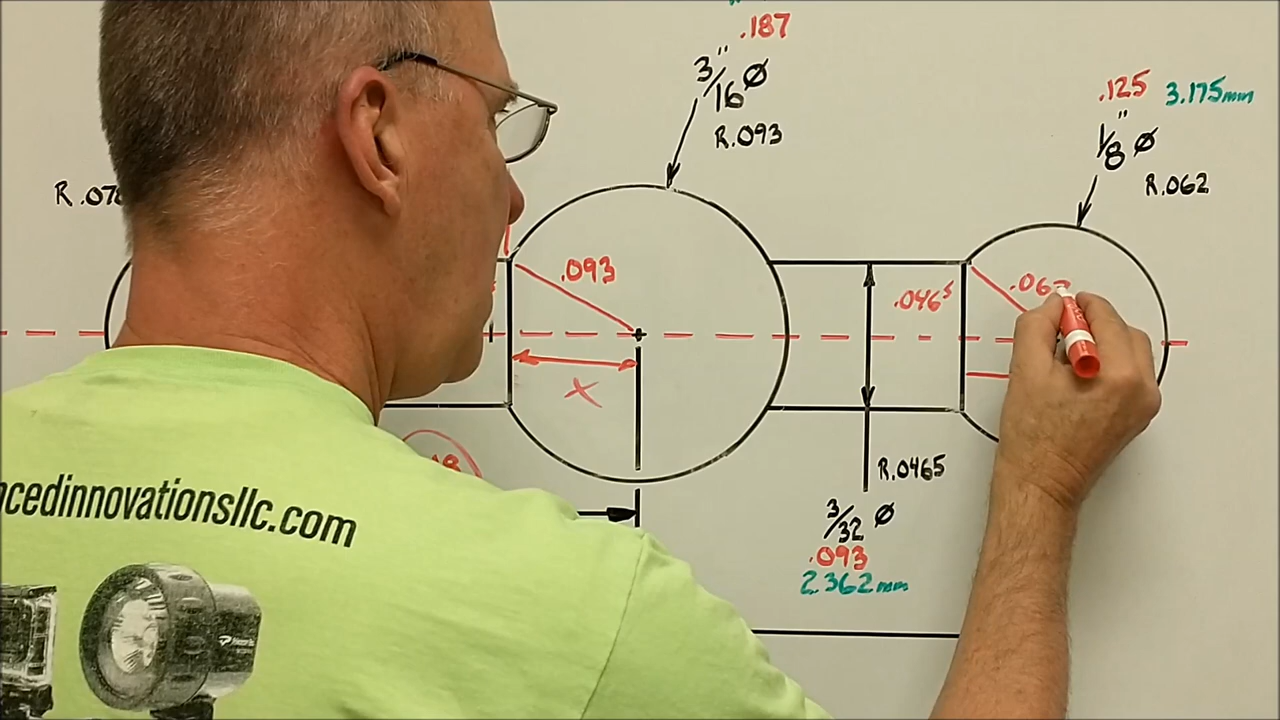 .187
3/16" Ø
R.093
.125 3.175mm
1/8" Ø
R.062
.093
.0465
X
R.0465
3/32 Ø
.093
2.362mm
cedinnovationsllc.com